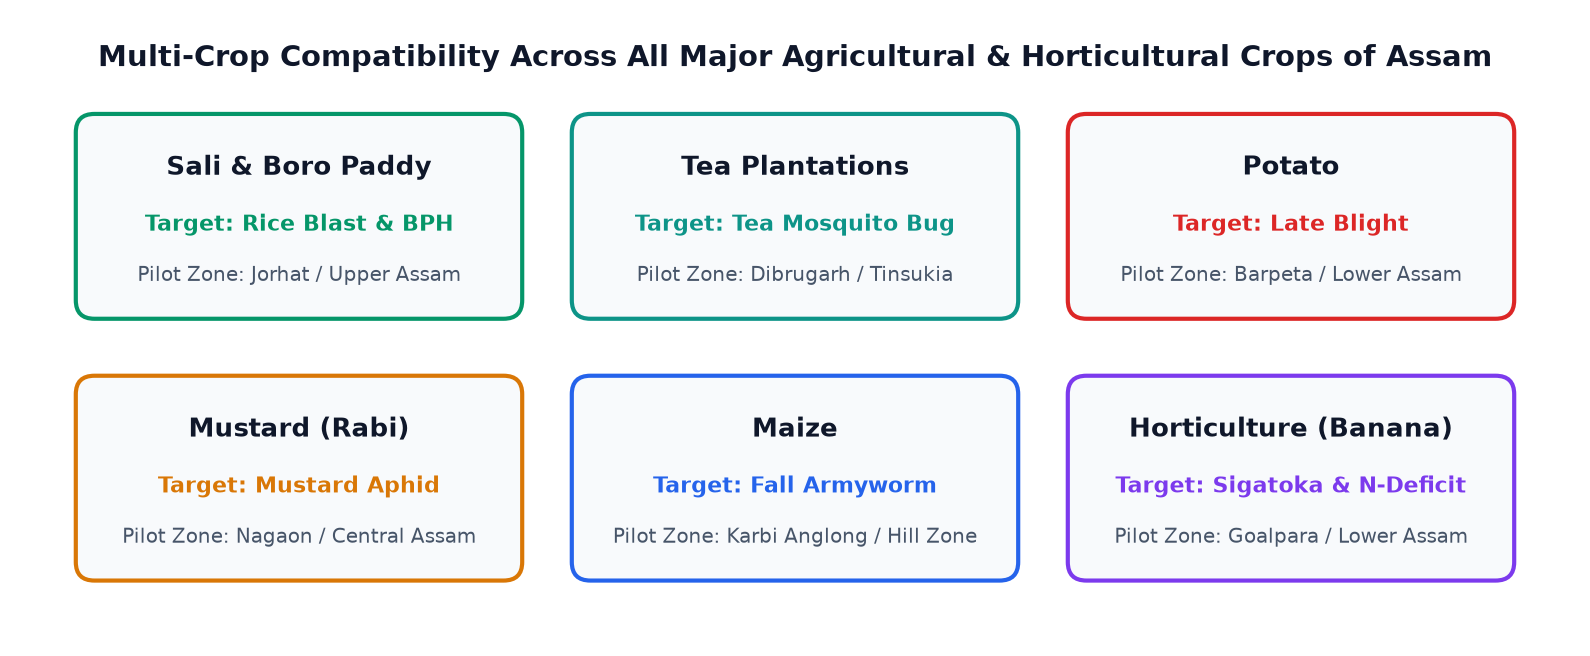 Multi-Crop Compatibility Across All Major Agricultural & Horticultural Crops of Assam
Sali & Boro Paddy
Target: Rice Blast & BPH
Pilot Zone: Jorhat / Upper Assam
Tea Plantations
Target: Tea Mosquito Bug
Pilot Zone: Dibrugarh / Tinsukia
Potato
Target: Late Blight
Pilot Zone: Barpeta / Lower Assam
Mustard (Rabi)
Target: Mustard Aphid
Pilot Zone: Nagaon / Central Assam
Maize
Target: Fall Armyworm
Pilot Zone: Karbi Anglong / Hill Zone
Horticulture (Banana)
Target: Sigatoka & N-Deficit
Pilot Zone: Goalpara / Lower Assam